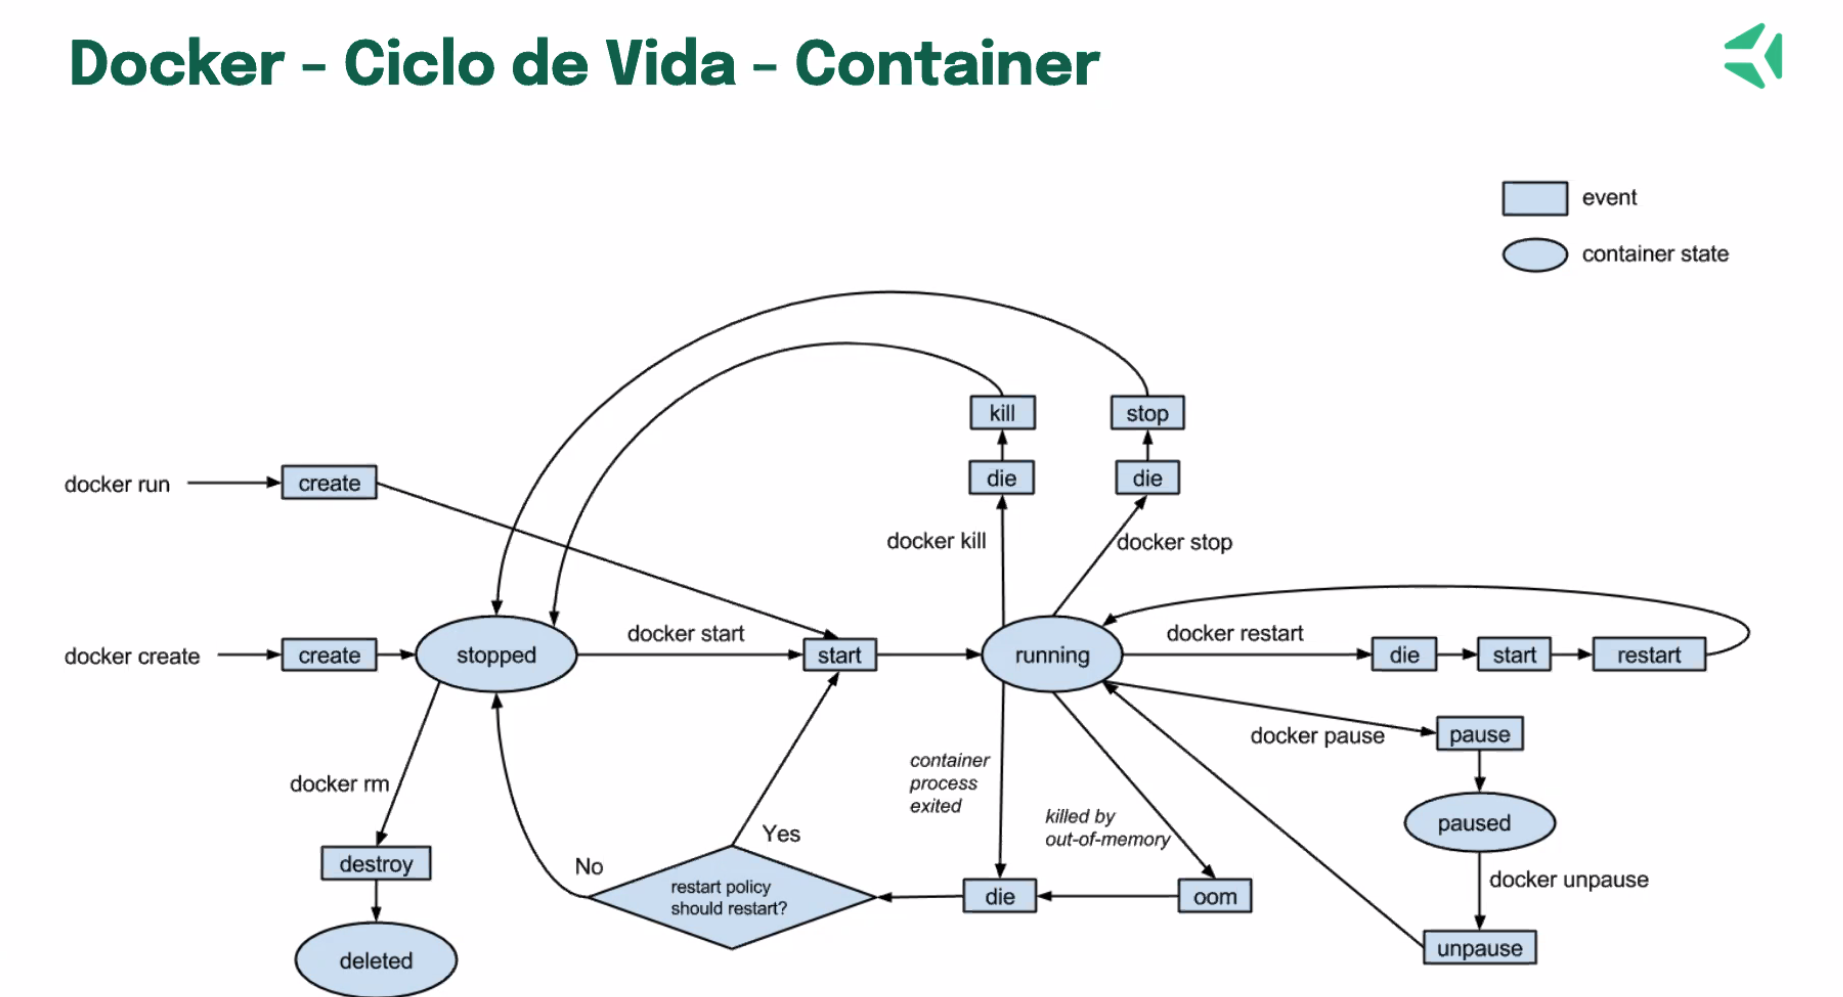 Docker - Ciclo de Vida - Container
event
container state
kill
stop
die
die
docker run
create
docker kill
docker stop
docker create
create
stopped
docker start
start
running
docker restart
die
start
restart
docker pause
pause
container
process
exited
docker rm
killed by
out-of-memory
paused
Yes
No
destroy
restart policy
should restart?
die
oom
docker unpause
unpause
deleted